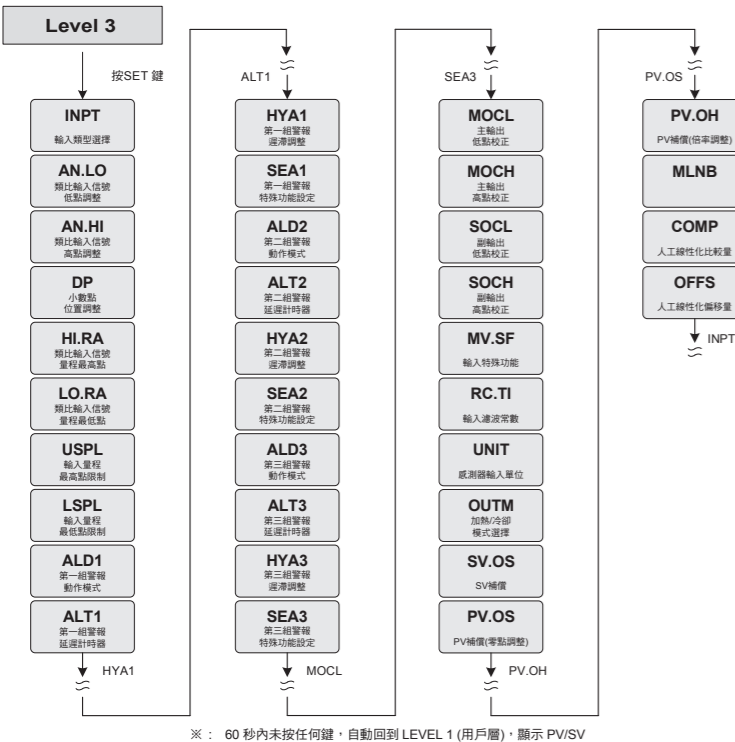 Level 3
按SET 鍵
INPT
輸入類型選擇
AN.LO
類比輸入信號
低點調整
AN.HI
類比輸入信號
高點調整
DP
小數點
位置調整
HI.RA
類比輸入信號
量程最高點
LO.RA
類比輸入信號
量程最低點
USPL
輸入量程
最高點限制
LSPL
輸入量程
最低點限制
ALD1
第一組警報
動作模式
ALT1
第一組警報
延遲計時器
HYA1
ALT1
HYA1
第一組警報
遲滯調整
SEA1
第一組警報
特殊功能設定
ALD2
第二組警報
動作模式
ALT2
第二組警報
延遲計時器
HYA2
第二組警報
遲滯調整
SEA2
第二組警報
特殊功能設定
ALD3
第三組警報
動作模式
ALT3
第三組警報
延遲計時器
HYA3
第三組警報
遲滯調整
SEA3
第三組警報
特殊功能設定
MOCL
SEA3
MOCL
主輸出
低點校正
MOCH
主輸出
高點校正
SOCL
副輸出
低點校正
SOCH
副輸出
高點校正
MV.SF
輸入特殊功能
RC.TI
輸入濾波常數
UNIT
感測器輸入單位
OUTM
加熱/冷卻
模式選擇
SV.OS
SV補償
PV.OS
PV補償(零點調整)
PV.OH
PV.OS
PV.OH
PV補償(倍率調整)
MLNB
COMP
人工線性化比較量
OFFS
人工線性化偏移量
INPT
※ : 60 秒內未按任何鍵，自動回到 LEVEL 1 (用戶層)，顯示 PV/SV